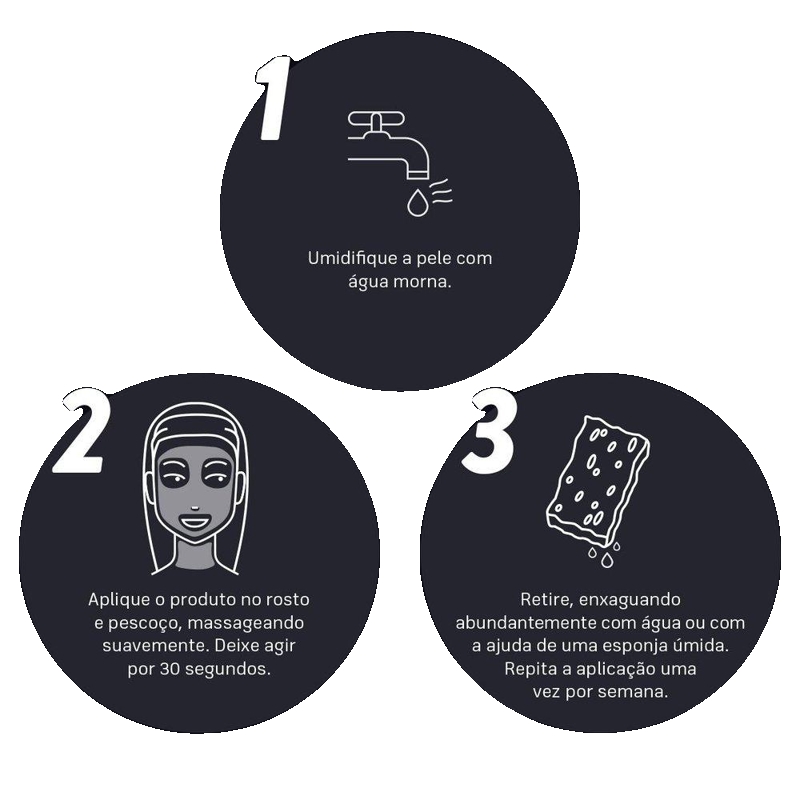 1
Umidifique a pele com
água morna.
2
Aplique o produto no rosto
e pescoço, massageando
suavemente. Deixe agir
por 30 segundos.
3
Retire, enxaguando
abundantemente com água ou com
a ajuda de uma esponja úmida.
Repita a aplicação uma
vez por semana.